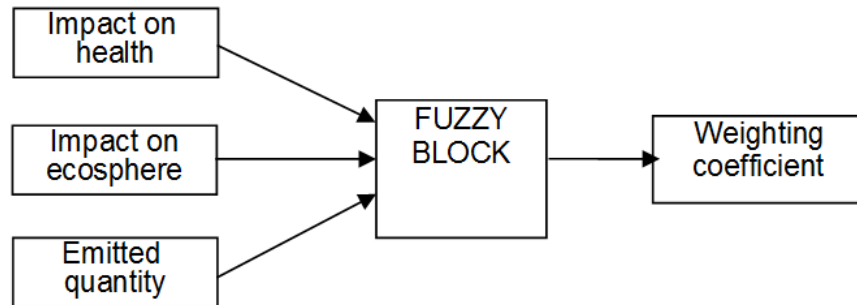 Impact on
health
Impact on
ecosphere
Emitted
quantity
FUZZY
BLOCK
Weighting
coefficient